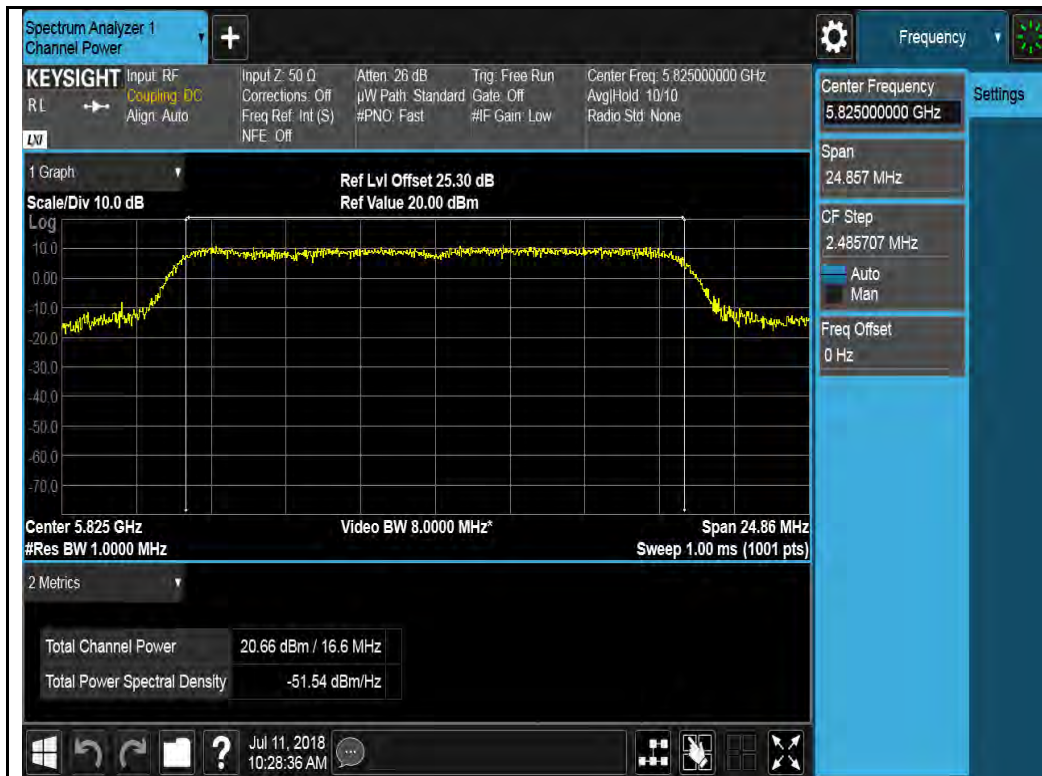 Spectrum Analyzer 1
Channel Power
+
Frequency
KEYSIGHT
R L
LXI
Input: RF
Coupling: DC
Align: Auto
Input Z: 50 Ω
Corrections: Off
Freq Ref: Int (S)
NFE: Off
Atten: 26 dB
µW Path: Standard
#PNO: Fast
Trig: Free Run
Gate: Off
#IF Gain: Low
Center Freq: 5.825000000 GHz
Avg|Hold: 10/10
Radio Std: None
Center Frequency
5.825000000 GHz
Settings
Span
24.857 MHz
CF Step
2.485707 MHz
Auto
Man
Freq Offset
0 Hz
1 Graph
Scale/Div 10.0 dB
Ref Lvl Offset 25.30 dB
Ref Value 20.00 dBm
Log
10.0
0.00
-10.0
-20.0
-30.0
-40.0
-50.0
-60.0
-70.0
Center 5.825 GHz
#Res BW 1.0000 MHz
Video BW 8.0000 MHz*
Span 24.86 MHz
Sweep 1.00 ms (1001 pts)
2 Metrics
Total Channel Power 20.66 dBm / 16.6 MHz
Total Power Spectral Density -51.54 dBm/Hz
?
Jul 11, 2018
10:28:36 AM